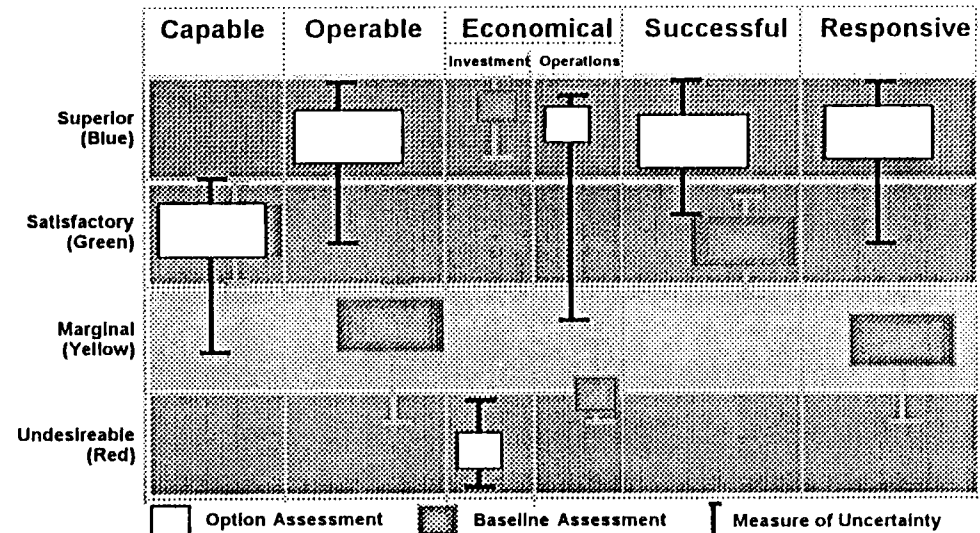 Capable Operable Economical Successful Responsive
Investment Operations
Superior
(Blue)
Satisfactory
(Green)
Marginal
(Yellow)
Undesireable
(Red)
Option Assessment Baseline Assessment Measure of Uncertainty